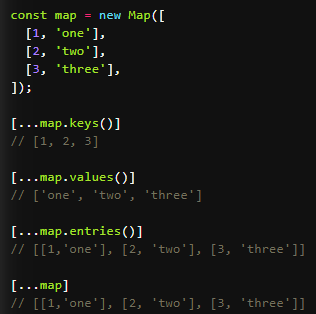 const map = new Map([
  [1, 'one'],
  [2, 'two'],
  [3, 'three'],
]);

[...map.keys()]
// [1, 2, 3]

[...map.values()]
// ['one', 'two', 'three']

[...map.entries()]
// [[1,'one'], [2, 'two'], [3, 'three']]

[...map]
// [[1,'one'], [2, 'two'], [3, 'three']]